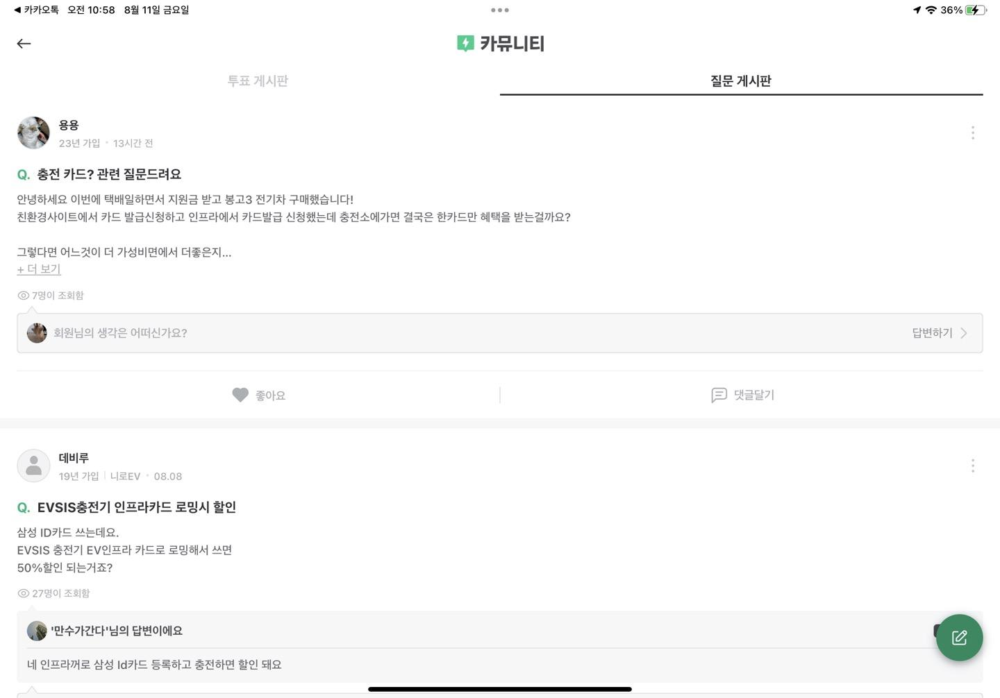 ◀ 카카오톡 오전 10:58 8월 11일 금요일
36%
카뮤니티
투표 게시판
질문 게시판
용용
23년 가입 • 13시간 전
Q. 충전 카드? 관련 질문드려요
안녕하세요 이번에 택배일하면서 지원금 받고 봉고3 전기차 구매했습니다!
친환경사이트에서 카드 발급신청하고 인프라에서 카드발급 신청했는데 충전소에가면 결국은 한카드만 혜택을 받는걸까요?
그렇다면 어느것이 더 가성비면에서 더좋은지...
+ 더 보기
7명이 조회함
회원님의 생각은 어떠신가요?
답변하기
좋아요
댓글달기
데비루
19년 가입 | 니로EV • 08.08
Q. EVSIS충전기 인프라카드 로밍시 할인
삼성 ID카드 쓰는데요.
EVSIS 충전기 EV인프라 카드로 로밍해서 쓰면
50%할인 되는거죠?
27명이 조회함
'만수가간다'님의 답변이에요
네 인프라꺼로 삼성 Id카드 등록하고 충전하면 할인 돼요